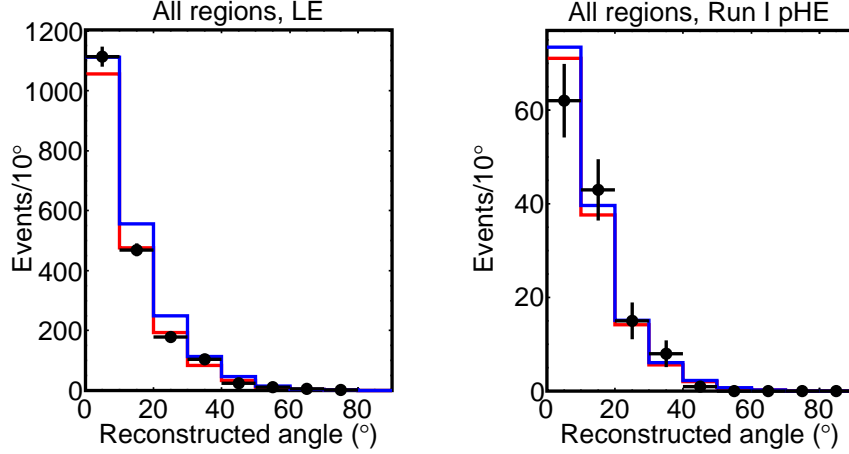 All regions, LE
Events/10°
1200
1000
800
600
400
200
0
0 20 40 60 80
Reconstructed angle (°)
All regions, Run I pHE
Events/10°
60
40
20
0
0 20 40 60 80
Reconstructed angle (°)